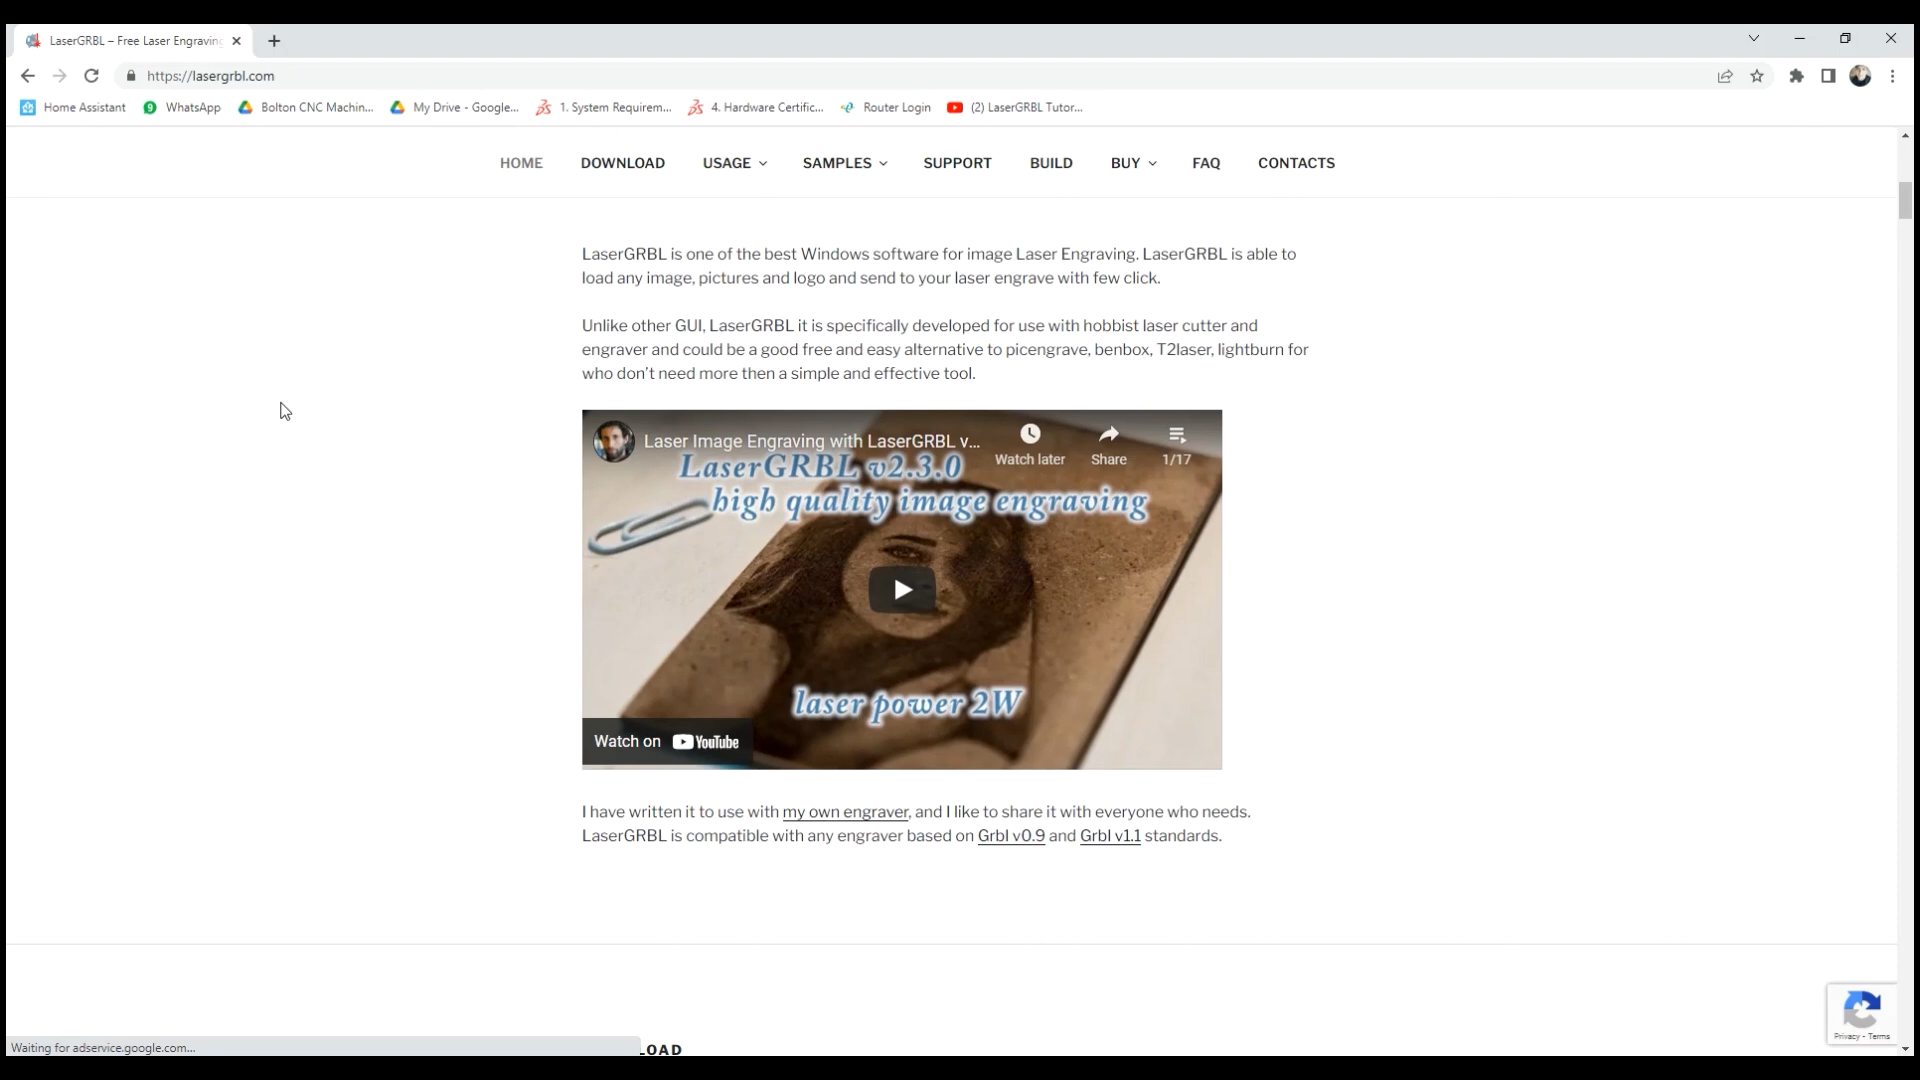 LaserGRBL – Free Laser Engraving
https://lasergrbl.com
Home Assistant
9 WhatsApp
Bolton CNC Machin...
My Drive - Google...
1. System Requirem...
4. Hardware Certific...
Router Login
(2) LaserGRBL Tutor...
HOME
DOWNLOAD
USAGE
SAMPLES
SUPPORT
BUILD
BUY
FAQ
CONTACTS
LaserGRBL is one of the best Windows software for image Laser Engraving. LaserGRBL is able to
load any image, pictures and logo and send to your laser engrave with few click.
Unlike other GUI, LaserGRBL it is specifically developed for use with hobbist laser cutter and
engraver and could be a good free and easy alternative to picengrave, benbox, T2laser, lightburn for
who don't need more then a simple and effective tool.
Laser Image Engraving with LaserGRBL v...
Watch later
Share
1/17
LaserGRBL v2.3.0
high quality image engraving
laser power 2W
Watch on YouTube
I have written it to use with my own engraver, and I like to share it with everyone who needs.
LaserGRBL is compatible with any engraver based on Grbl v0.9 and Grbl v1.1 standards.
Privacy - Terms
Waiting for adservice.google.com...
LOAD